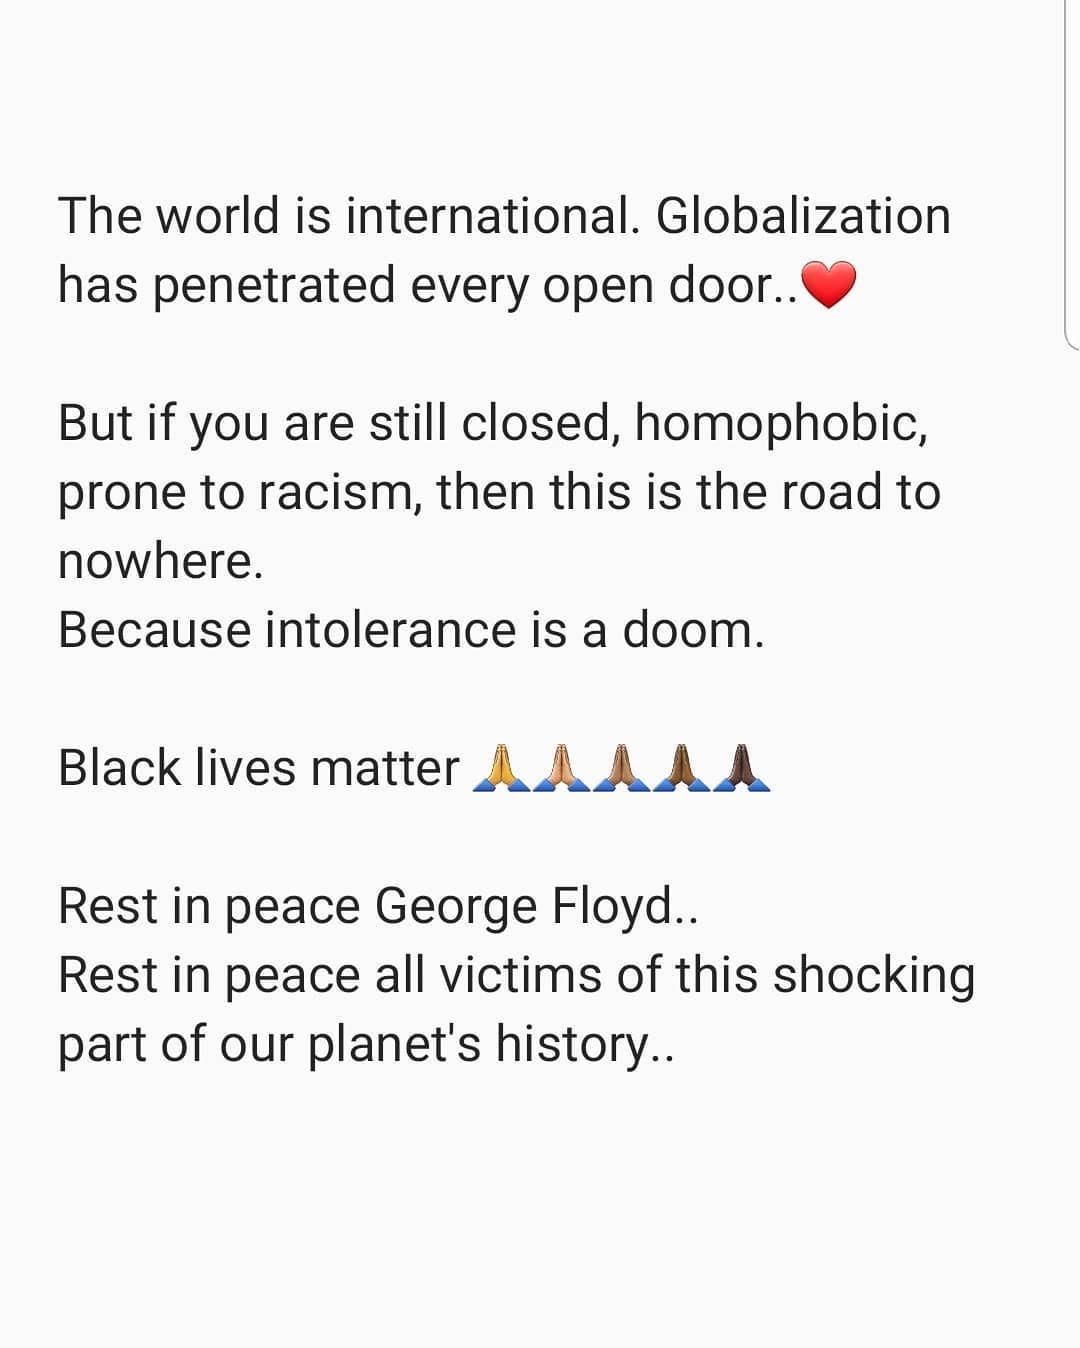 The world is international. Globalization
has penetrated every open door..❤️
But if you are still closed, homophobic,
prone to racism, then this is the road to
nowhere.
Because intolerance is a doom.
Black lives matter 🙏🙏🏼🙏🏽🙏🏾🙏🏿
Rest in peace George Floyd..
Rest in peace all victims of this shocking
part of our planet's history..